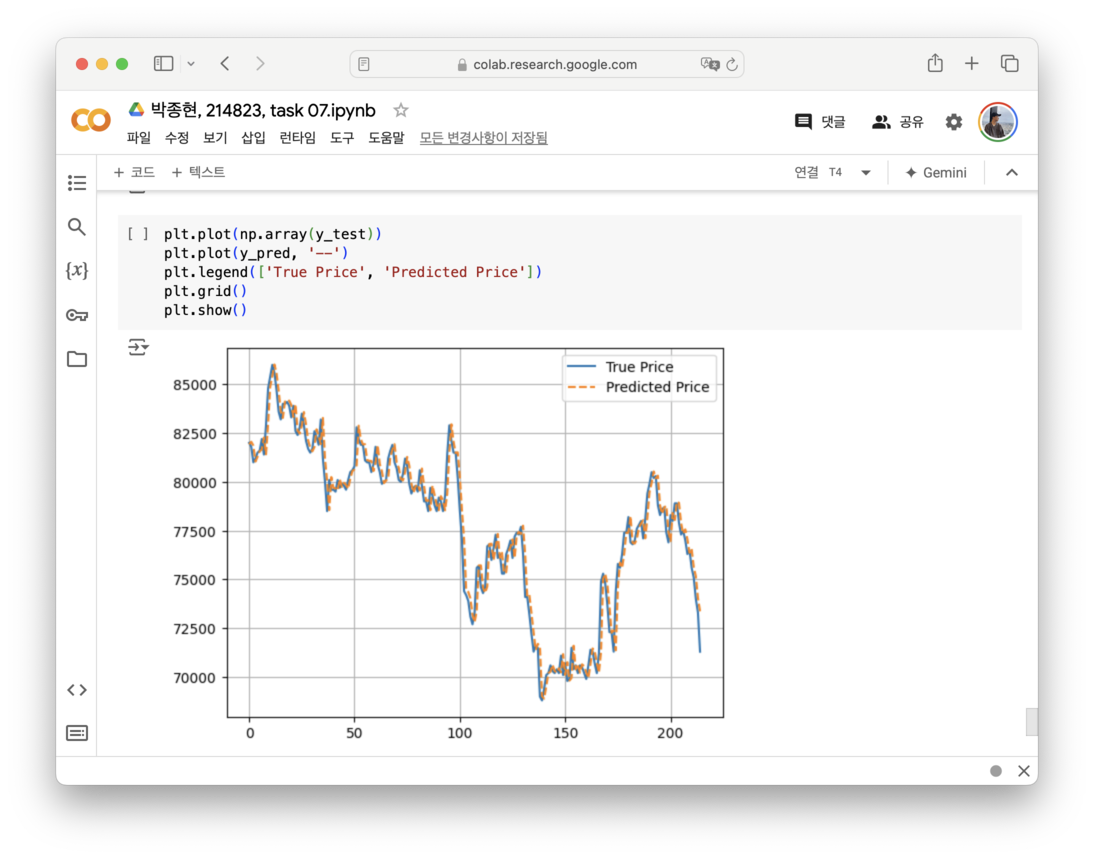 colab.research.google.com
박종현, 214823, task 07.ipynb
댓글
공유
파일 수정 보기 삽입 런타임 도구 도움말 모든 변경사항이 저장됨
+ 코드 + 텍스트
연결 T4
Gemini
{x}
[ ] plt.plot(np.array(y_test))
plt.plot(y_pred, '--')
plt.legend(['True Price', 'Predicted Price'])
plt.grid()
plt.show()
True Price
Predicted Price
85000
82500
80000
77500
75000
72500
70000
0 50 100 150 200